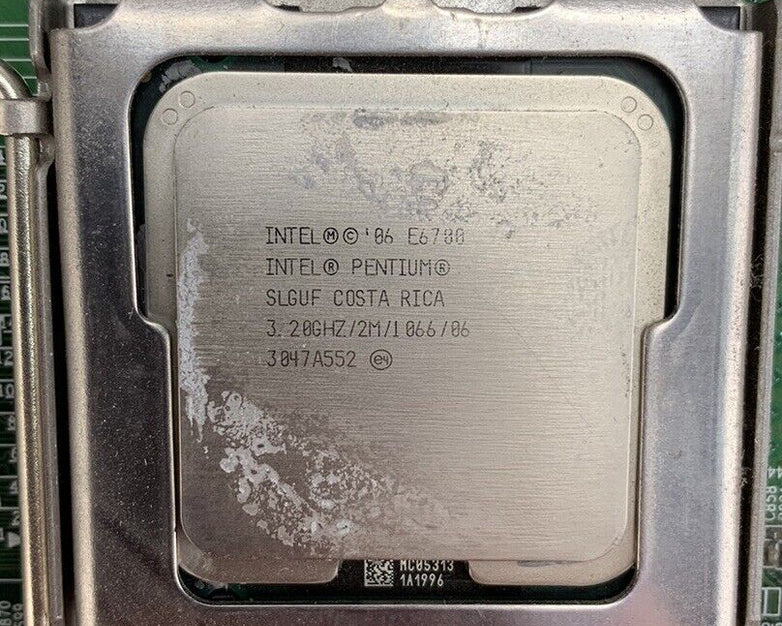 INTEL®©'06 E6700
INTEL® PENTIUM®
SLGUF COSTA RICA
3.20GHZ/2M/1066/06
3047A552 e4
MC05313
1A1996